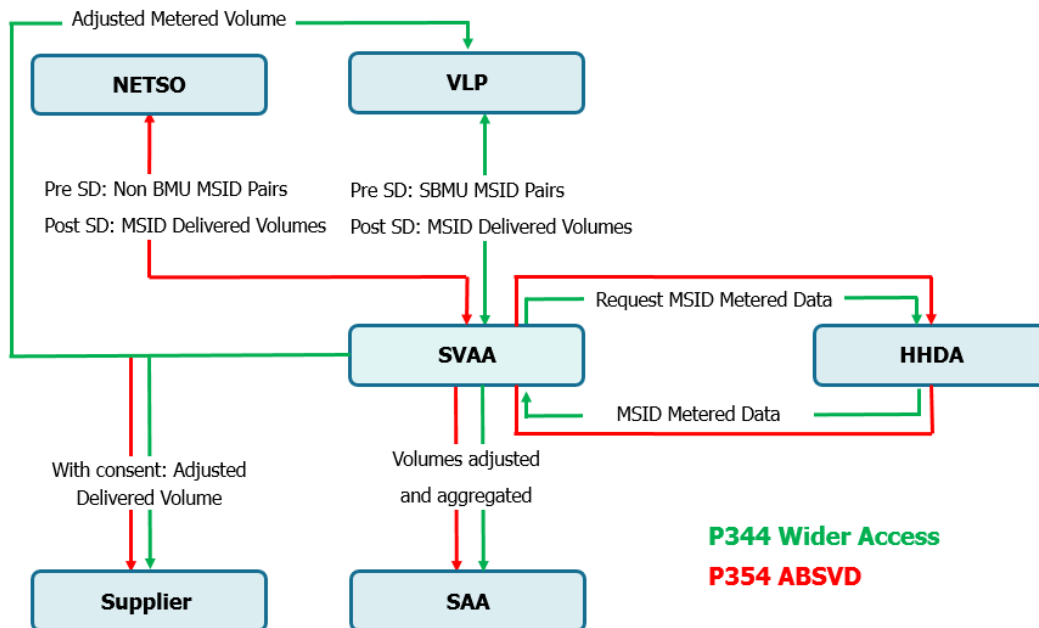 Adjusted Metered Volume
NETSO
VLP
Pre SD: Non BMU MSID Pairs
Post SD: MSID Delivered Volumes
Pre SD: SBMU MSID Pairs
Post SD: MSID Delivered Volumes
Request MSID Metered Data
SVAA
HHDA
MSID Metered Data
With consent: Adjusted
Delivered Volume
Volumes adjusted
and aggregated
P344 Wider Access
P354 ABSVD
Supplier
SAA